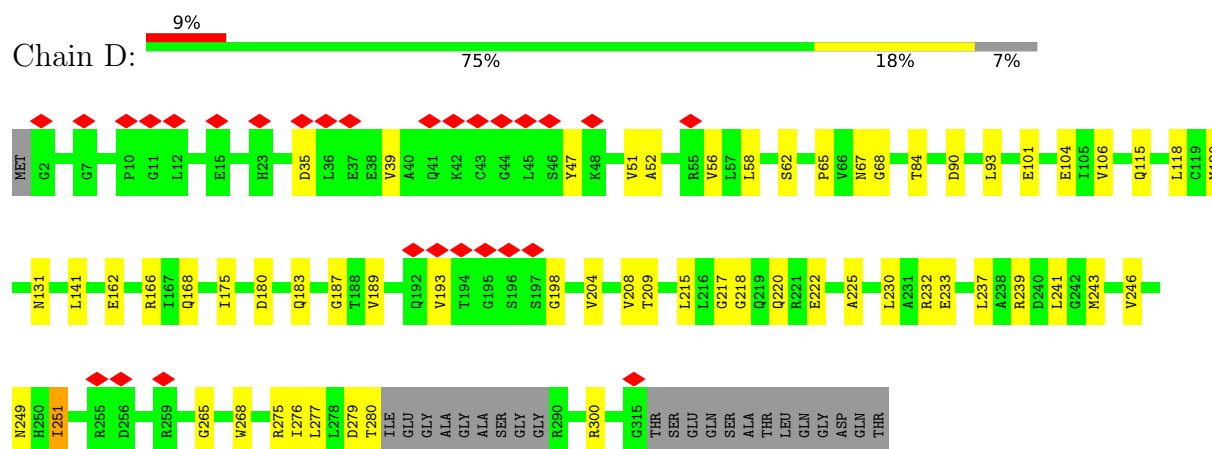 9%
Chain D:
75% 18% 7%
MET G2 G7 P10 G11 L12 E15 H23 D35 L36 E37 E38 V39 A40 Q41 K42 C43 G44 L45 S46 Y47 K48 V51 A52 R55 V56 L57 L58 S62 P65 V66 N67 G68 T84 D90 L93 E101 E104 I105 V106 Q115 L118 C119
N131 L141 E162 R166 I167 Q168 I175 D180 Q183 G187 T188 V189 Q192 V193 T194 G195 S196 S197 G198 V204 V208 T209 L215 L216 G217 G218 Q219 Q220 R221 E222 A225 L230 A231 R232 E233 L237 A238 R239 D240 L241 G242 M243 V246
N249 H250 I251 R255 D256 R259 G265 W268 R275 I276 L277 L278 D279 T280 ILE GLU GLY ALA GLY ALA SER GLY GLY R290 R300 G315 THR SER GLU GLN SER ALA THR LEU GLN GLY ASP GLN THR